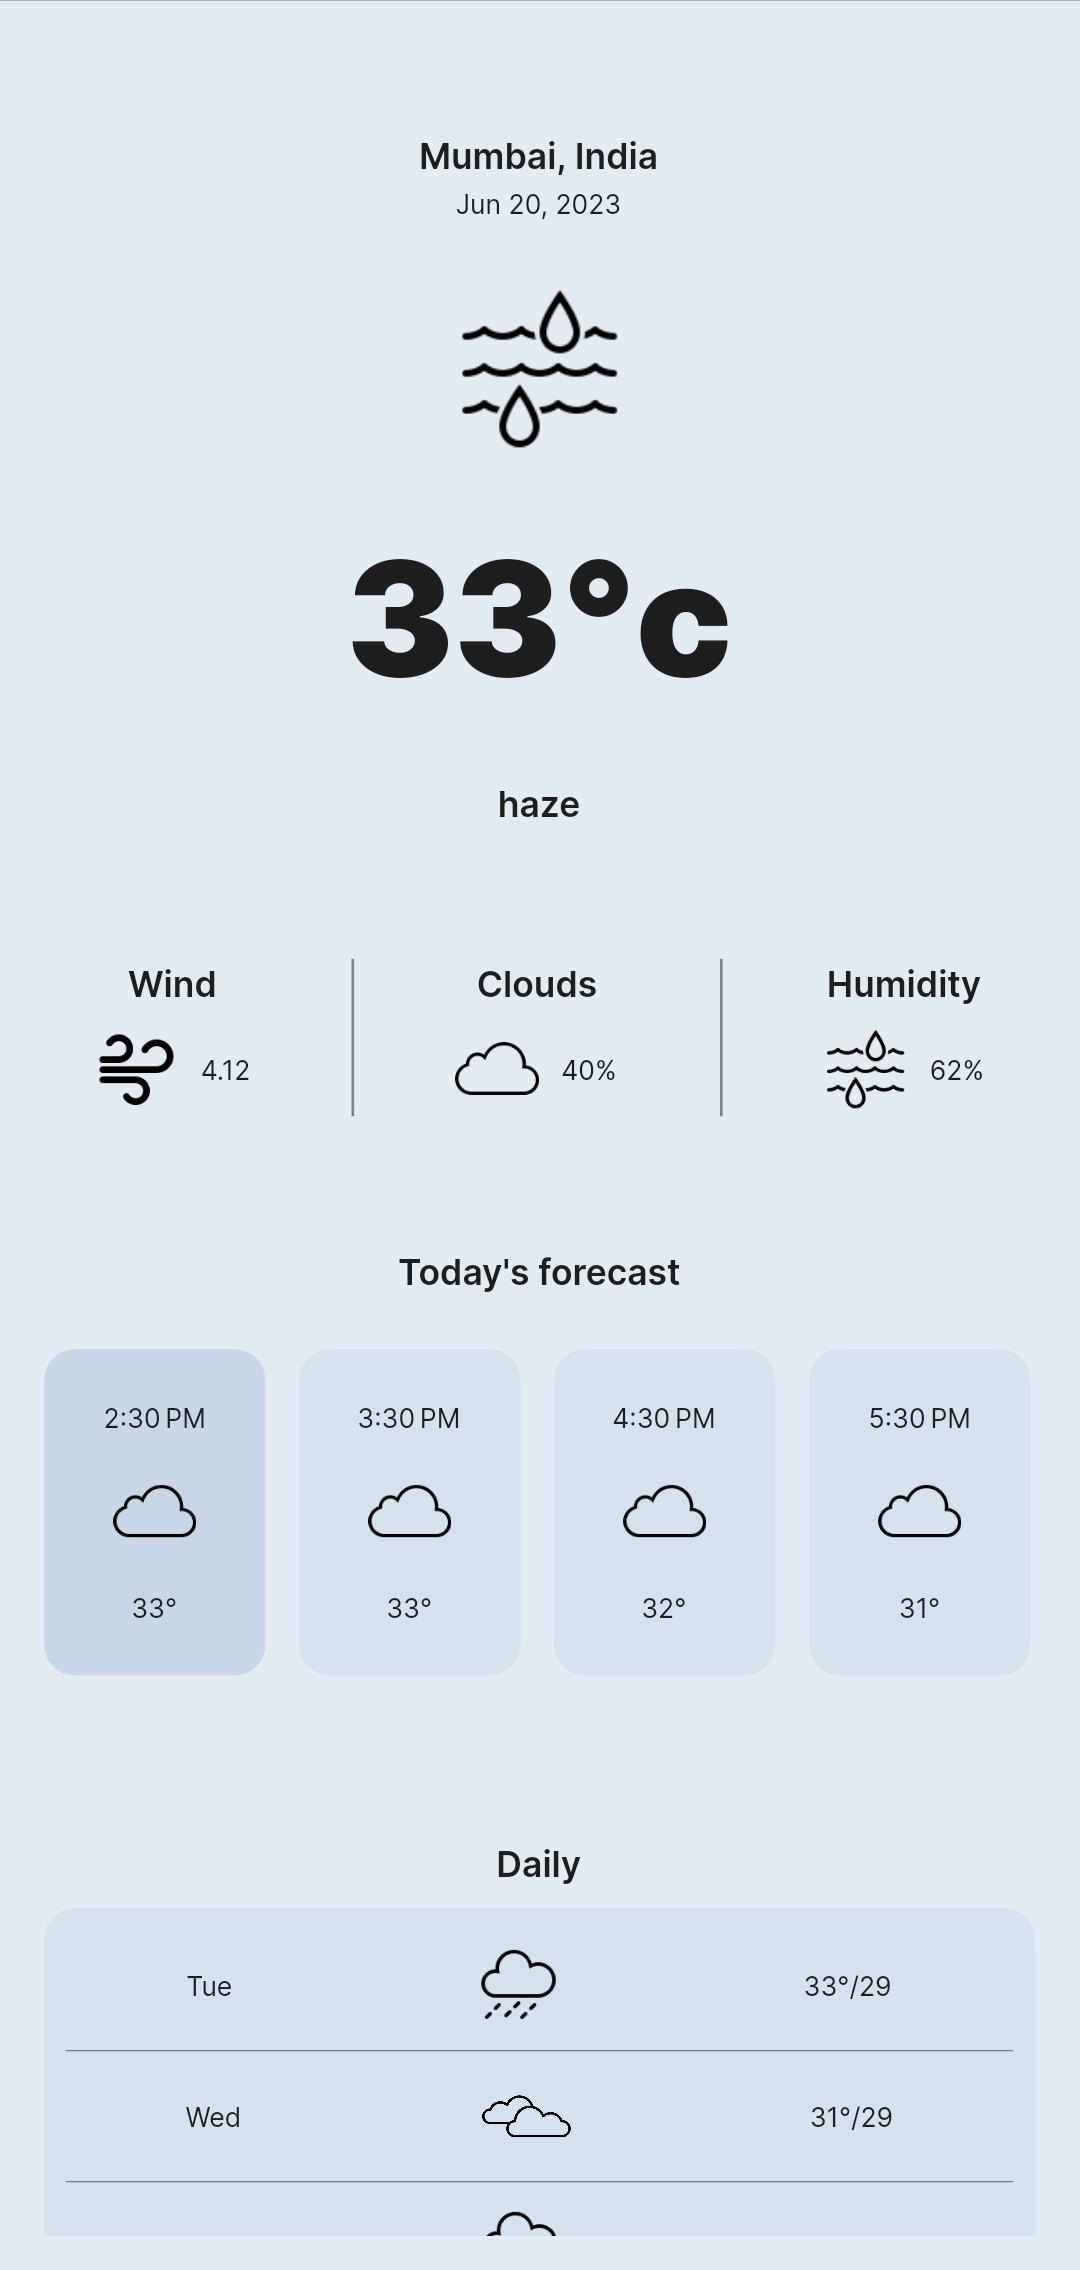 Mumbai, India
Jun 20, 2023
33°c
haze
Wind Clouds Humidity
4.12 40% 62%
Today's forecast
2:30 PM 3:30 PM 4:30 PM 5:30 PM
33° 33° 32° 31°
Daily
Tue 33°/29
Wed 31°/29